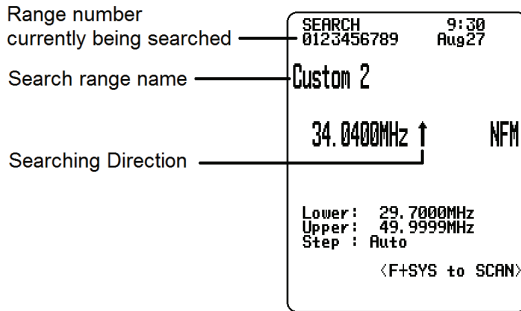 Range number
currently being searched
Search range name
Searching Direction
SEARCH 9:30
0123456789 Aug27
Custom 2
34.0400MHz ↑ NFM
Lower: 29.7000MHz
Upper: 49.9999MHz
Step : Auto
<F+SYS to SCAN>